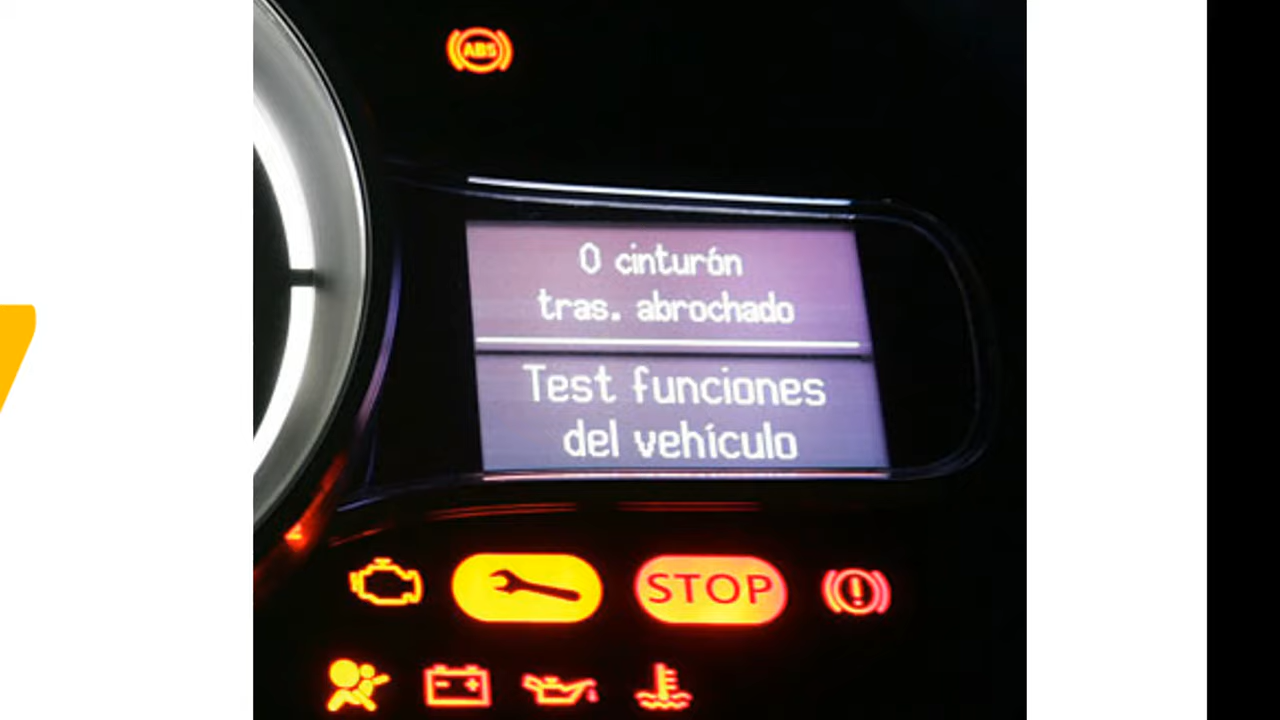 ABS
0 cinturón
tras. abrochado
Test funciones
del vehículo
STOP